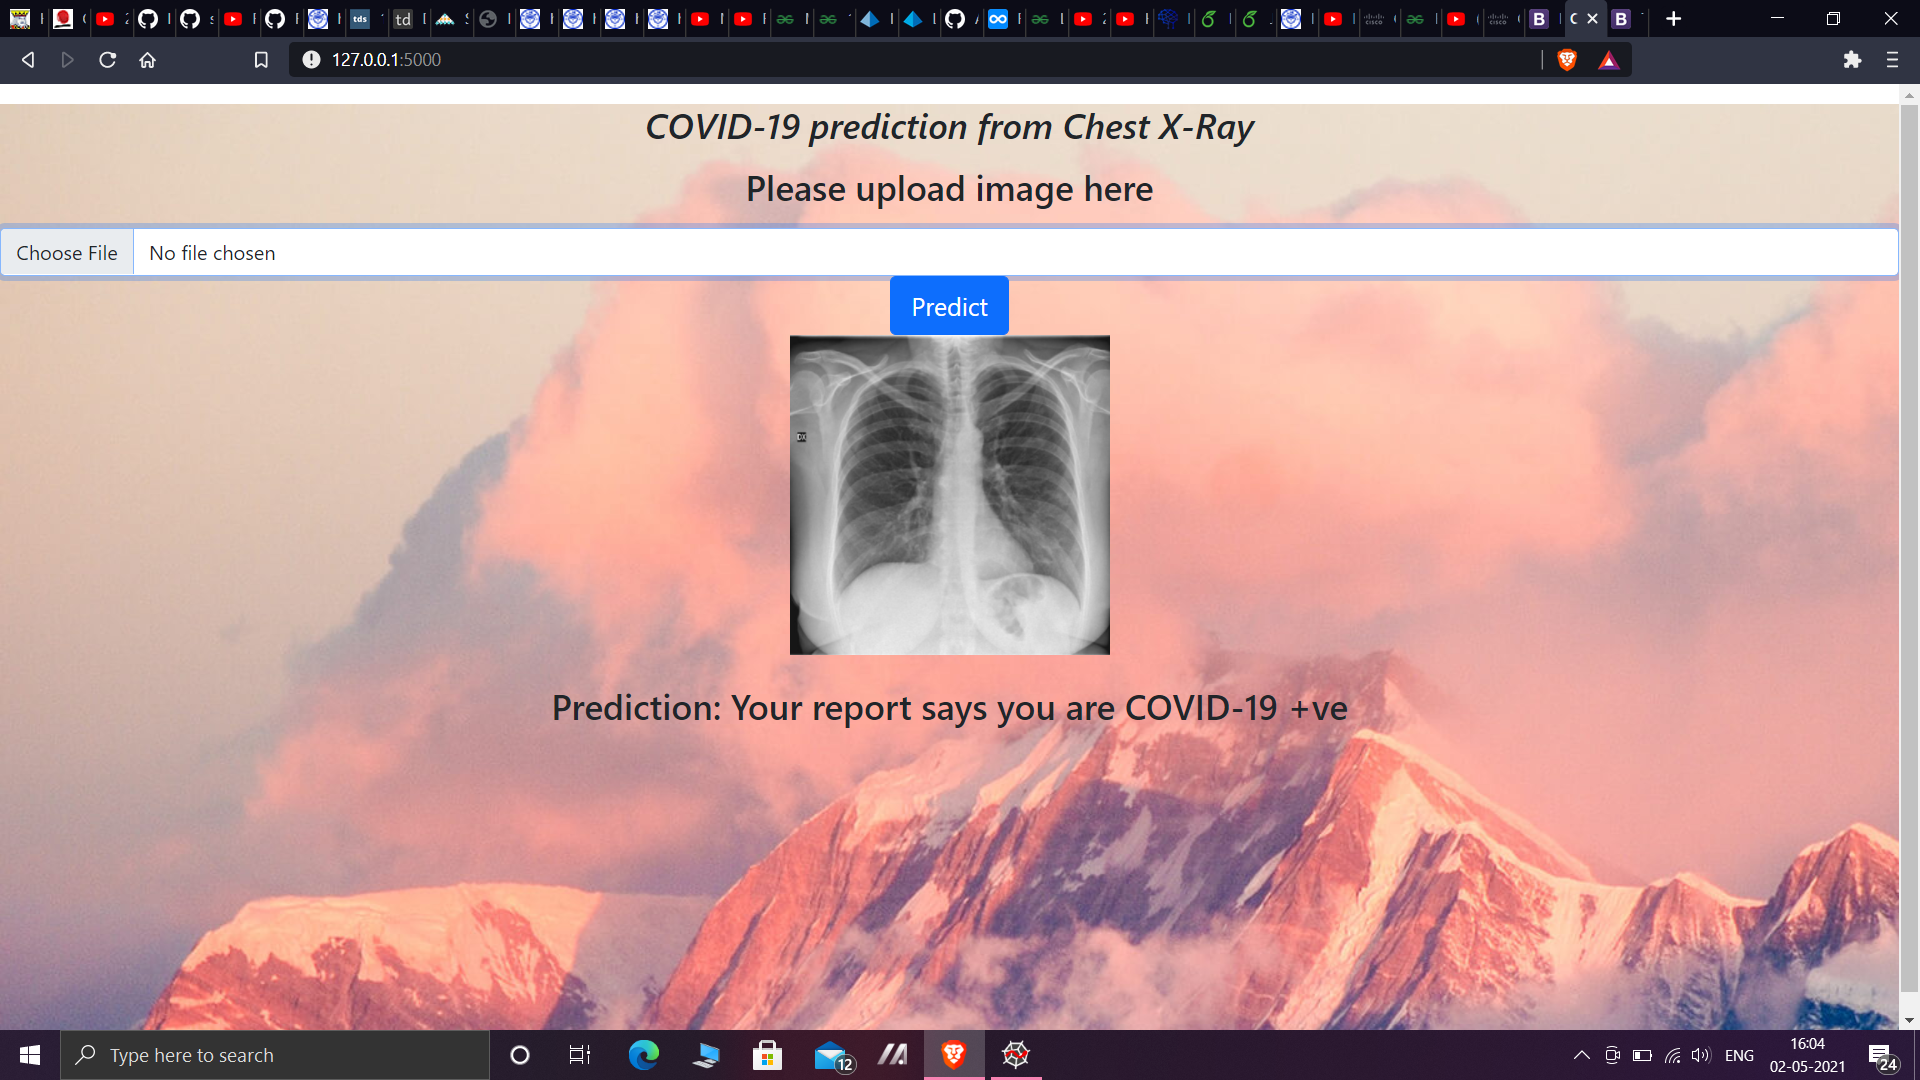 127.0.0.1:5000
COVID-19 prediction from Chest X-Ray
Please upload image here
Choose File
No file chosen
Predict
Prediction: Your report says you are COVID-19 +ve
Type here to search
12
ENG
16:04
02-05-2021
24